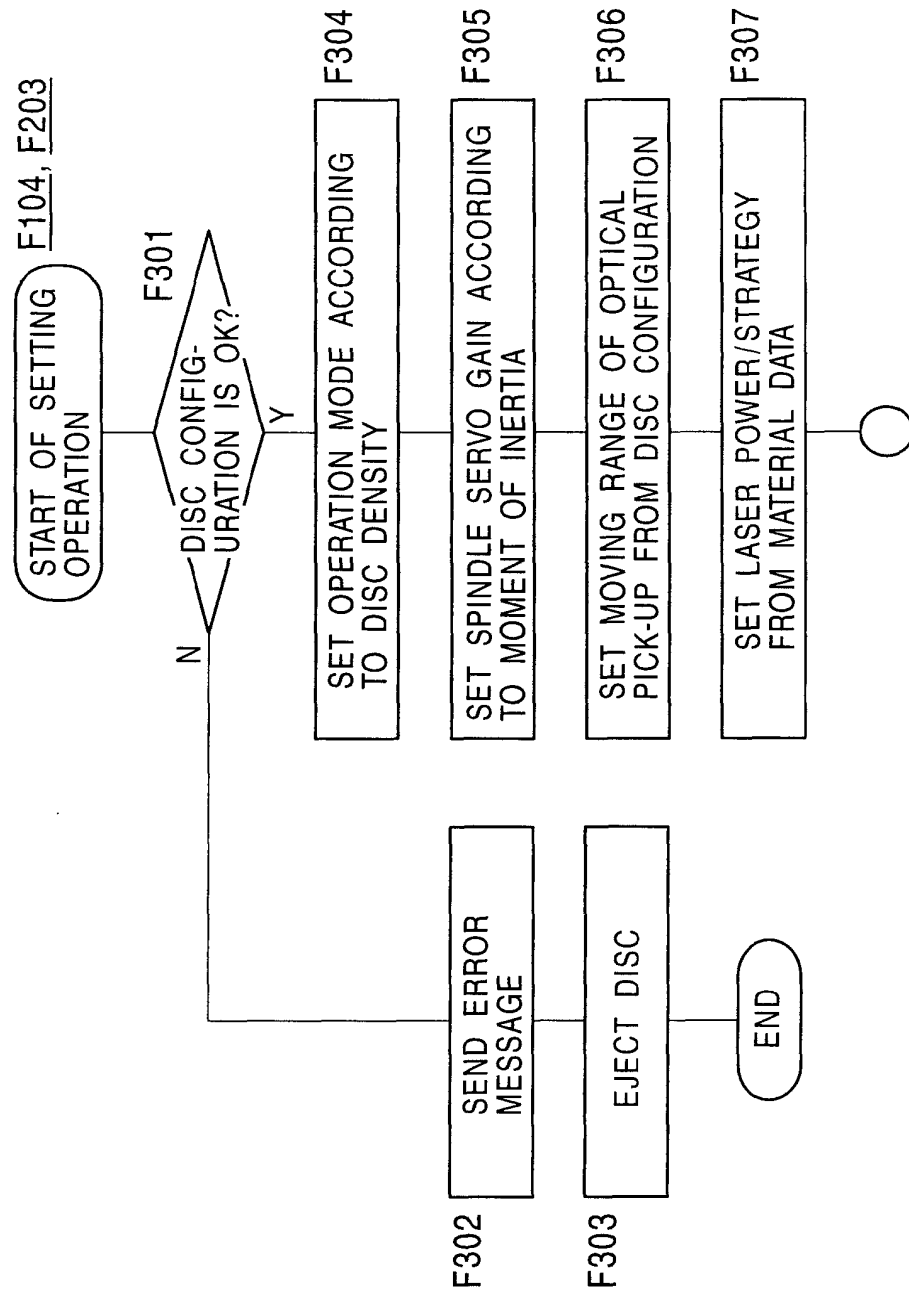 START OF SETTING
OPERATION
F104, F203
F301
DISC CONFIG-
URATION IS OK?
N
Y
SET OPERATION MODE ACCORDING
TO DISC DENSITY
F304
SET SPINDLE SERVO GAIN ACCORDING
TO MOMENT OF INERTIA
F305
SET MOVING RANGE OF OPTICAL
PICK-UP FROM DISC CONFIGURATION
F306
SET LASER POWER/STRATEGY
FROM MATERIAL DATA
F307
F302
SEND ERROR
MESSAGE
F303
EJECT DISC
END